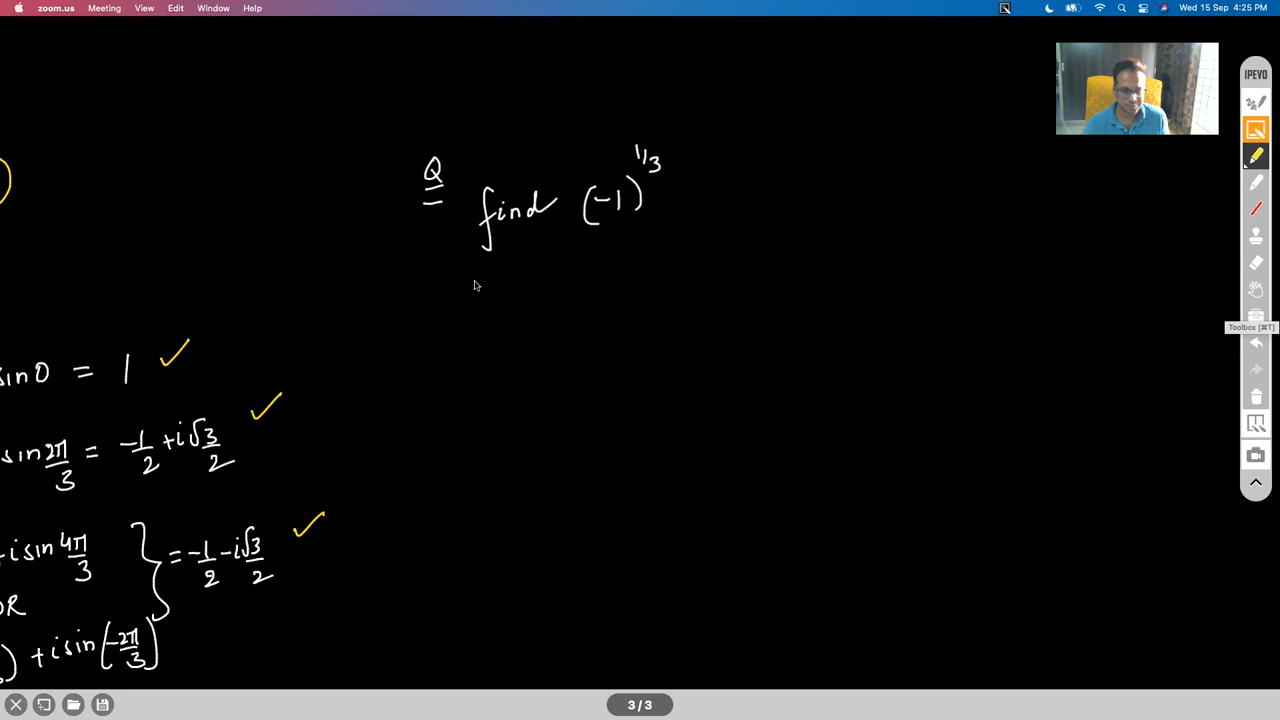 zoom.us Meeting View Edit Window Help Wed 15 Sep 4:25 PM
IPEVO
Q find (-1)^1/3
Toolbox [⌘T]
sin0 = 1 ✓
sin 2π/3 = -1/2 + i√3/2 ✓
+ i sin 4π/3 } = -1/2 - i√3/2 ✓
OR
) + i sin(-2π/3)
3/3